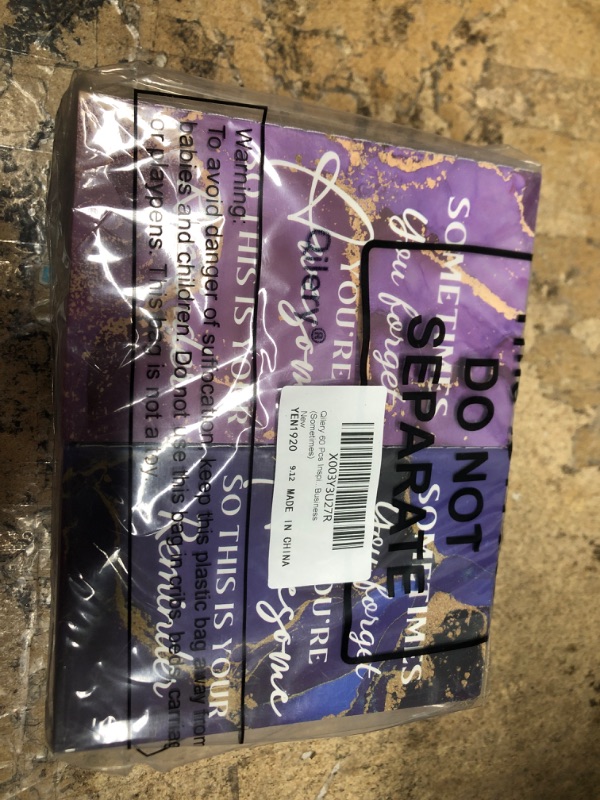 DO NOT
SEPARATE
Warning:
To avoid danger of suffocation, keep this plastic bag away from
babies and children. Do not use this bag in cribs, beds, carriag
or playpens. This bag is not a toy.
Qilery®
X003Y3U27R
Qilery 60 Pcs Inspi... Business
(Sometimes)
New
YEN1920 9.12 MADE IN CHINA
SOMETIMES
You forget
YOU'RE
SO THIS IS YOUR
SOMETIMES
You forget
YOU'RE
SO THIS IS YOUR
Reminder